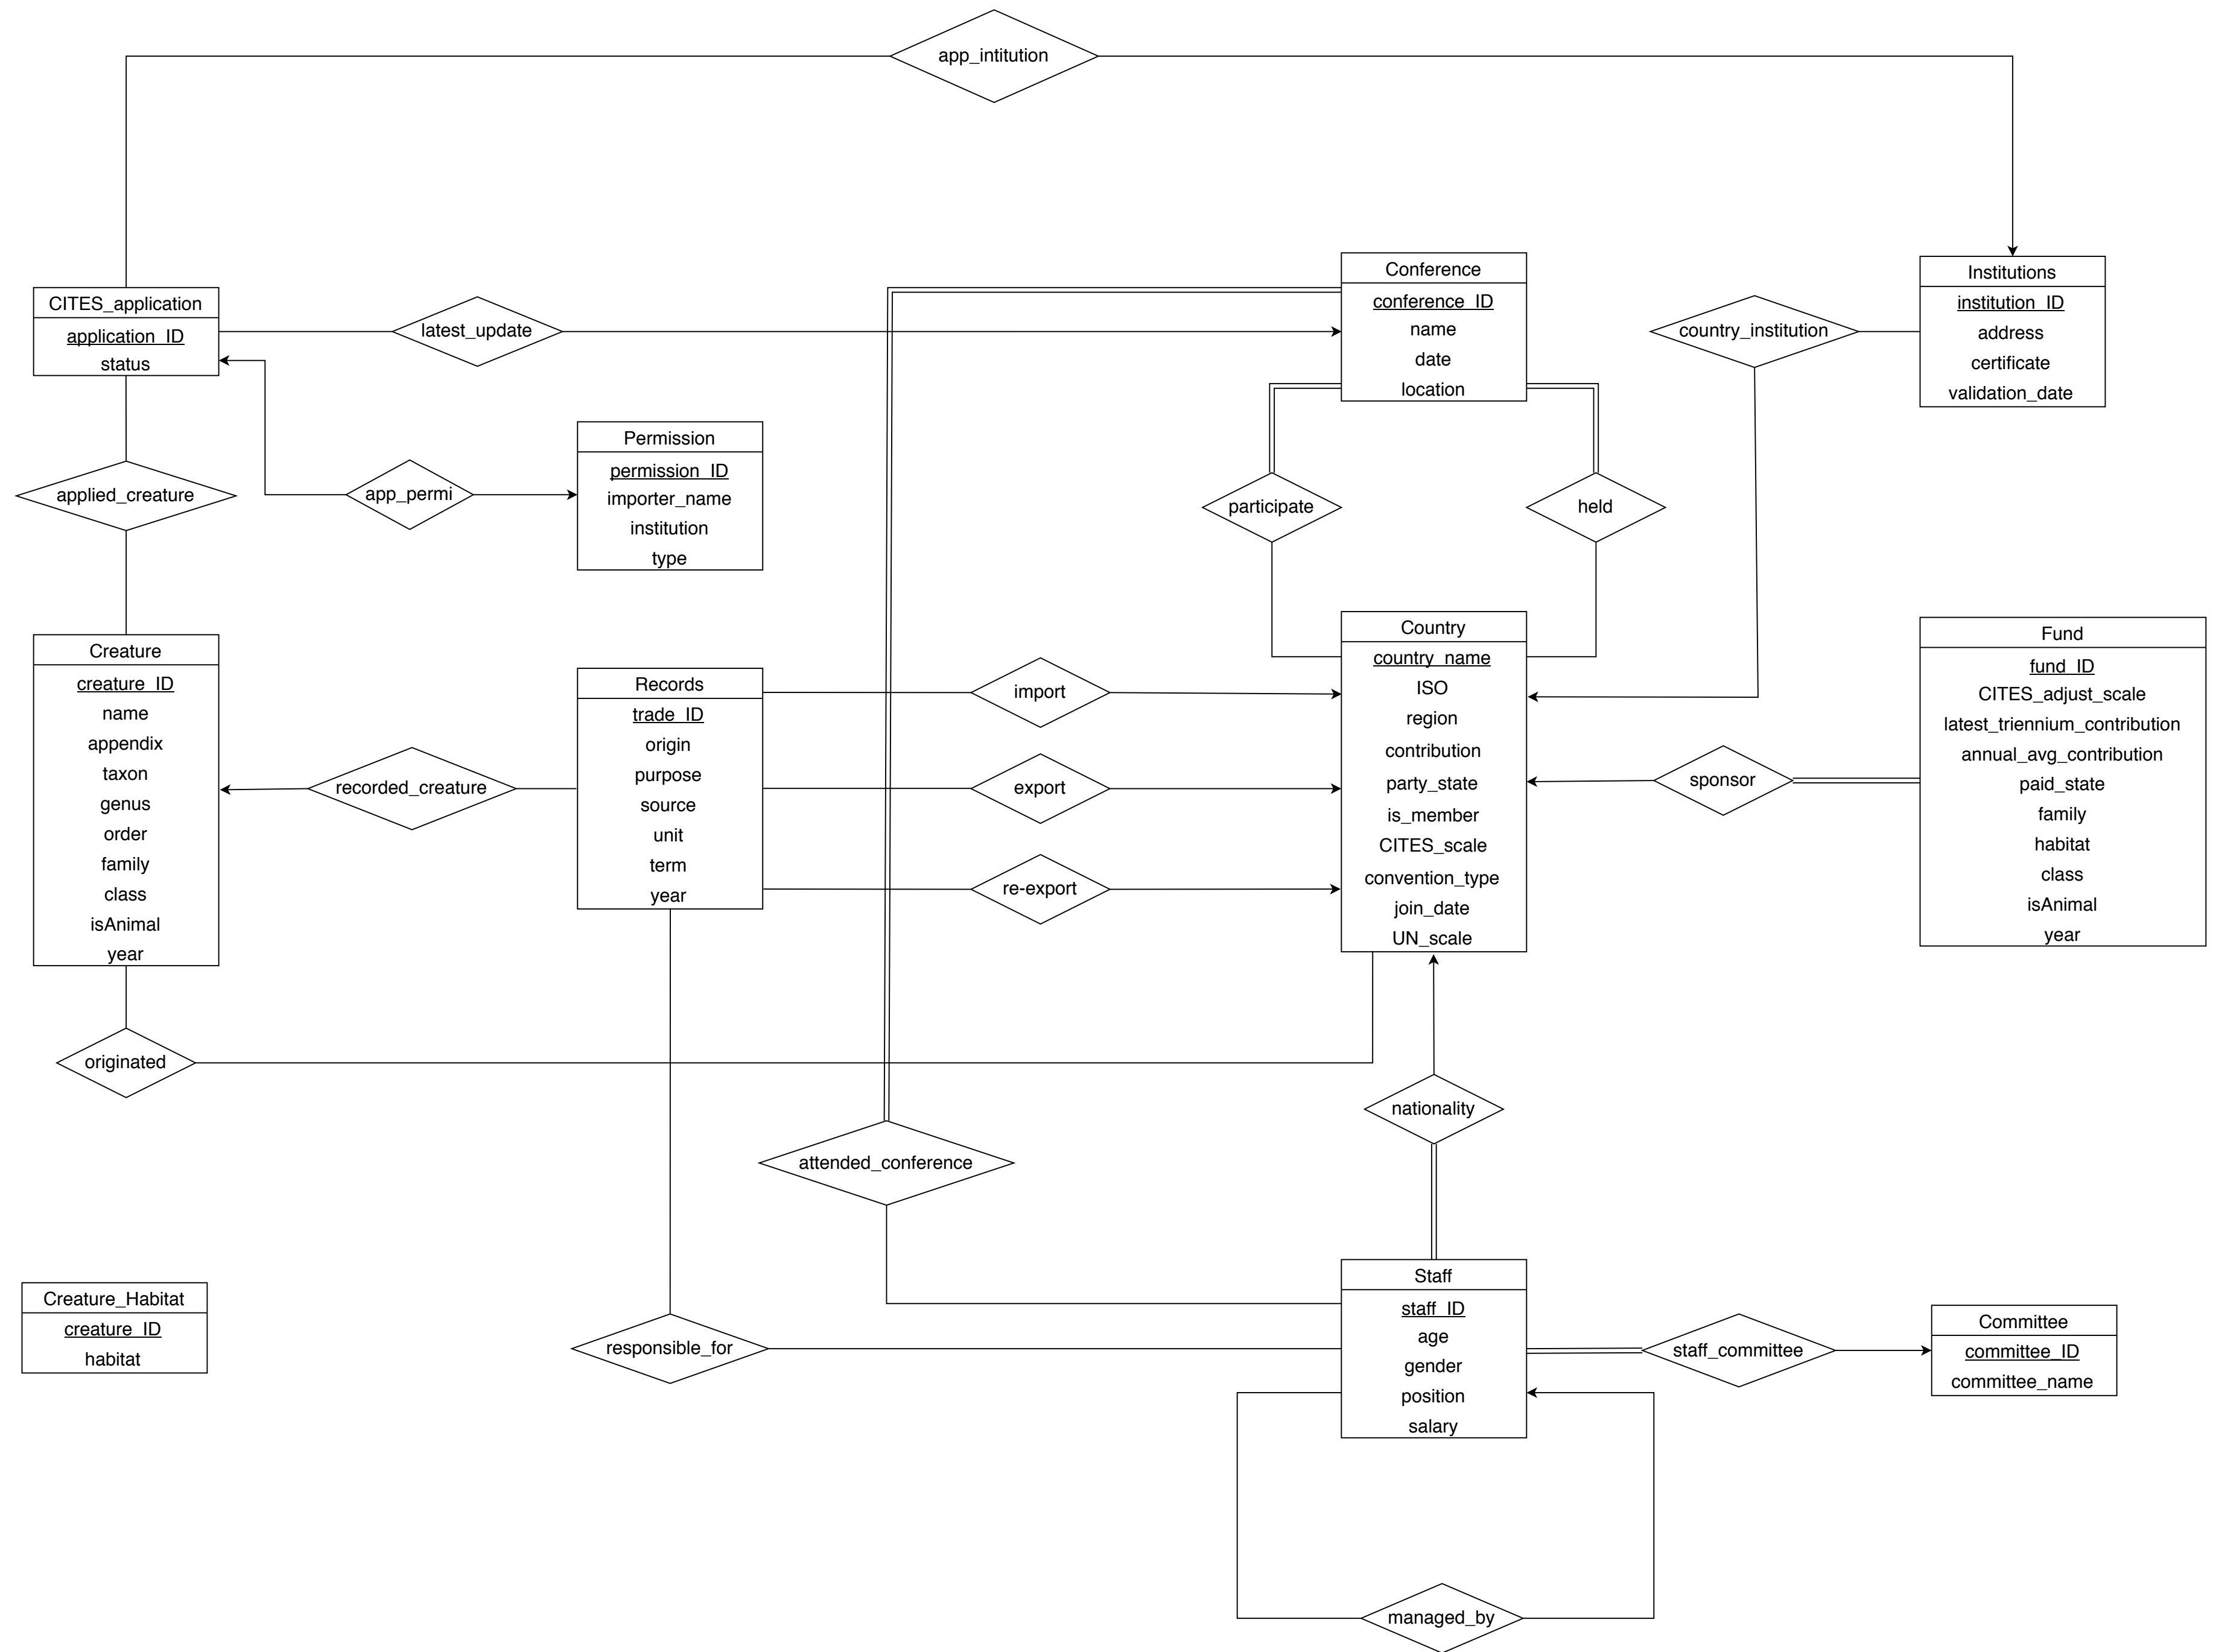 app_intitution
CITES_application
application_ID
status
latest_update
Conference
conference_ID
name
date
location
country_institution
Institutions
institution_ID
address
certificate
validation_date
applied_creature
app_permi
Permission
permission_ID
importer_name
institution
type
participate
held
Creature
creature_ID
name
appendix
taxon
genus
order
family
class
isAnimal
year
recorded_creature
Records
trade_ID
origin
purpose
source
unit
term
year
import
export
re-export
Country
country_name
ISO
region
contribution
party_state
is_member
CITES_scale
convention_type
join_date
UN_scale
sponsor
Fund
fund_ID
CITES_adjust_scale
latest_triennium_contribution
annual_avg_contribution
paid_state
family
habitat
class
isAnimal
year
originated
nationality
attended_conference
Creature_Habitat
creature_ID
habitat
responsible_for
Staff
staff_ID
age
gender
position
salary
staff_committee
Committee
committee_ID
committee_name
managed_by